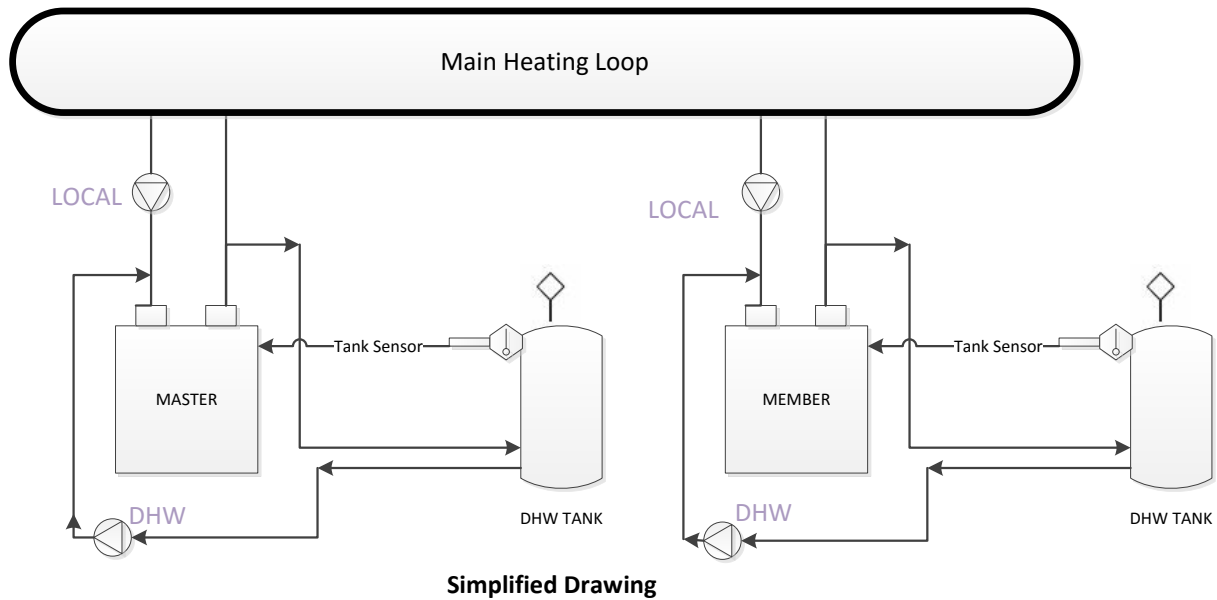 Main Heating Loop
LOCAL
LOCAL
Tank Sensor
Tank Sensor
MASTER
MEMBER
DHW
DHW
DHW TANK
DHW TANK
Simplified Drawing